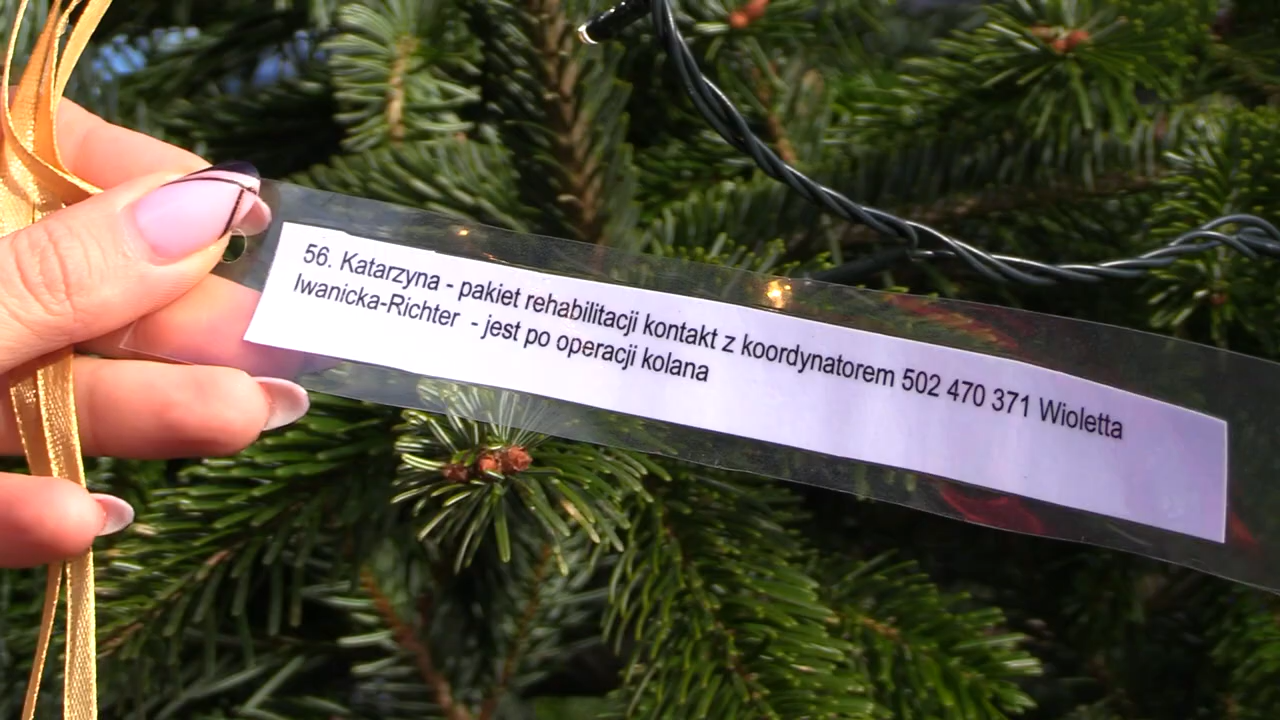 56. Katarzyna - pakiet rehabilitacji kontakt z koordynatorem 502 470 371 Wioletta
Iwanicka-Richter - jest po operacji kolana